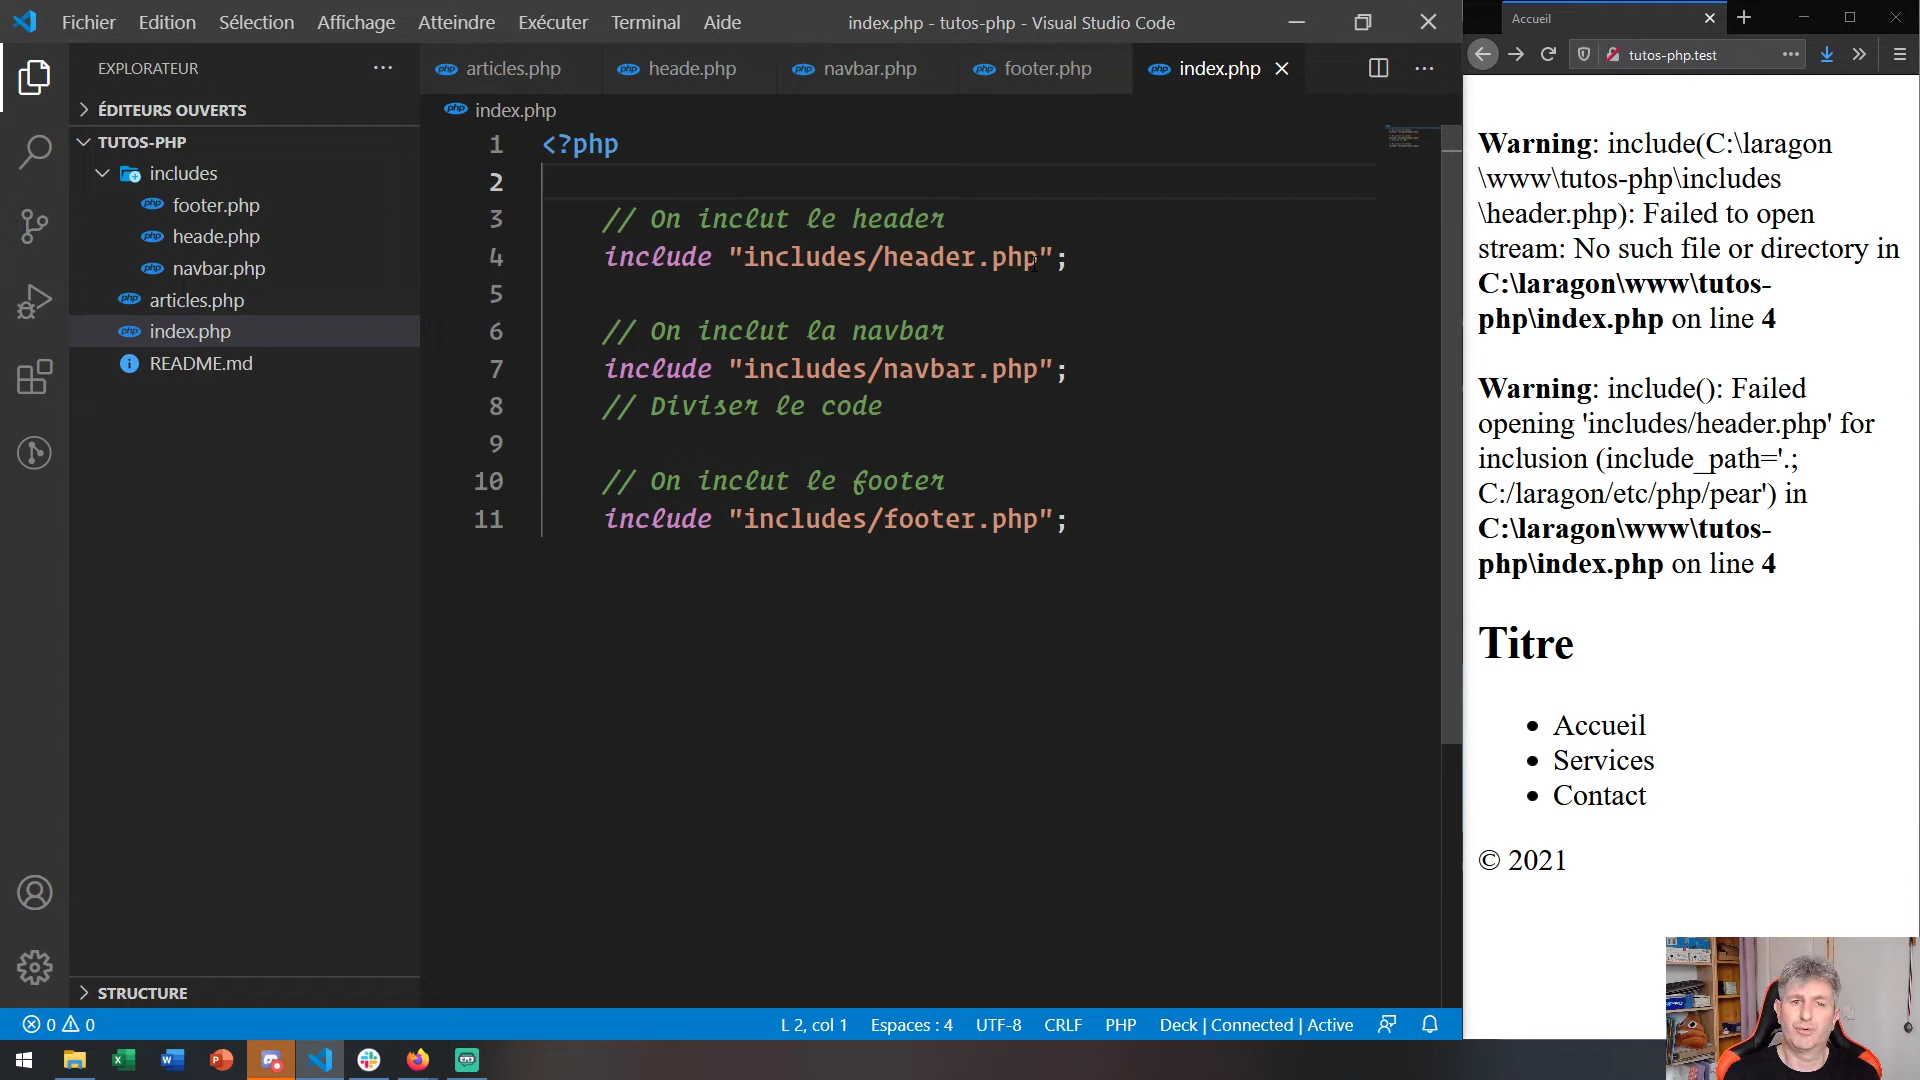 Fichier Edition Sélection Affichage Atteindre Exécuter Terminal Aide
index.php - tutos-php - Visual Studio Code
EXPLORATEUR
ÉDITEURS OUVERTS
TUTOS-PHP
includes
footer.php
heade.php
navbar.php
articles.php
index.php
README.md
STRUCTURE
articles.php heade.php navbar.php footer.php index.php
index.php
1 <?php
2
3 // On inclut le header
4 include "includes/header.php";
5
6 // On inclut la navbar
7 include "includes/navbar.php";
8 // Diviser le code
9
10 // On inclut le footer
11 include "includes/footer.php";
0 0
L 2, col 1 Espaces : 4 UTF-8 CRLF PHP Deck | Connected | Active
Accueil
tutos-php.test
Warning: include(C:\laragon
\www\tutos-php\includes
\header.php): Failed to open
stream: No such file or directory in
C:\laragon\www\tutos-
php\index.php on line 4
Warning: include(): Failed
opening 'includes/header.php' for
inclusion (include_path='.;
C:/laragon/etc/php/pear') in
C:\laragon\www\tutos-
php\index.php on line 4
Titre
Accueil
Services
Contact
© 2021